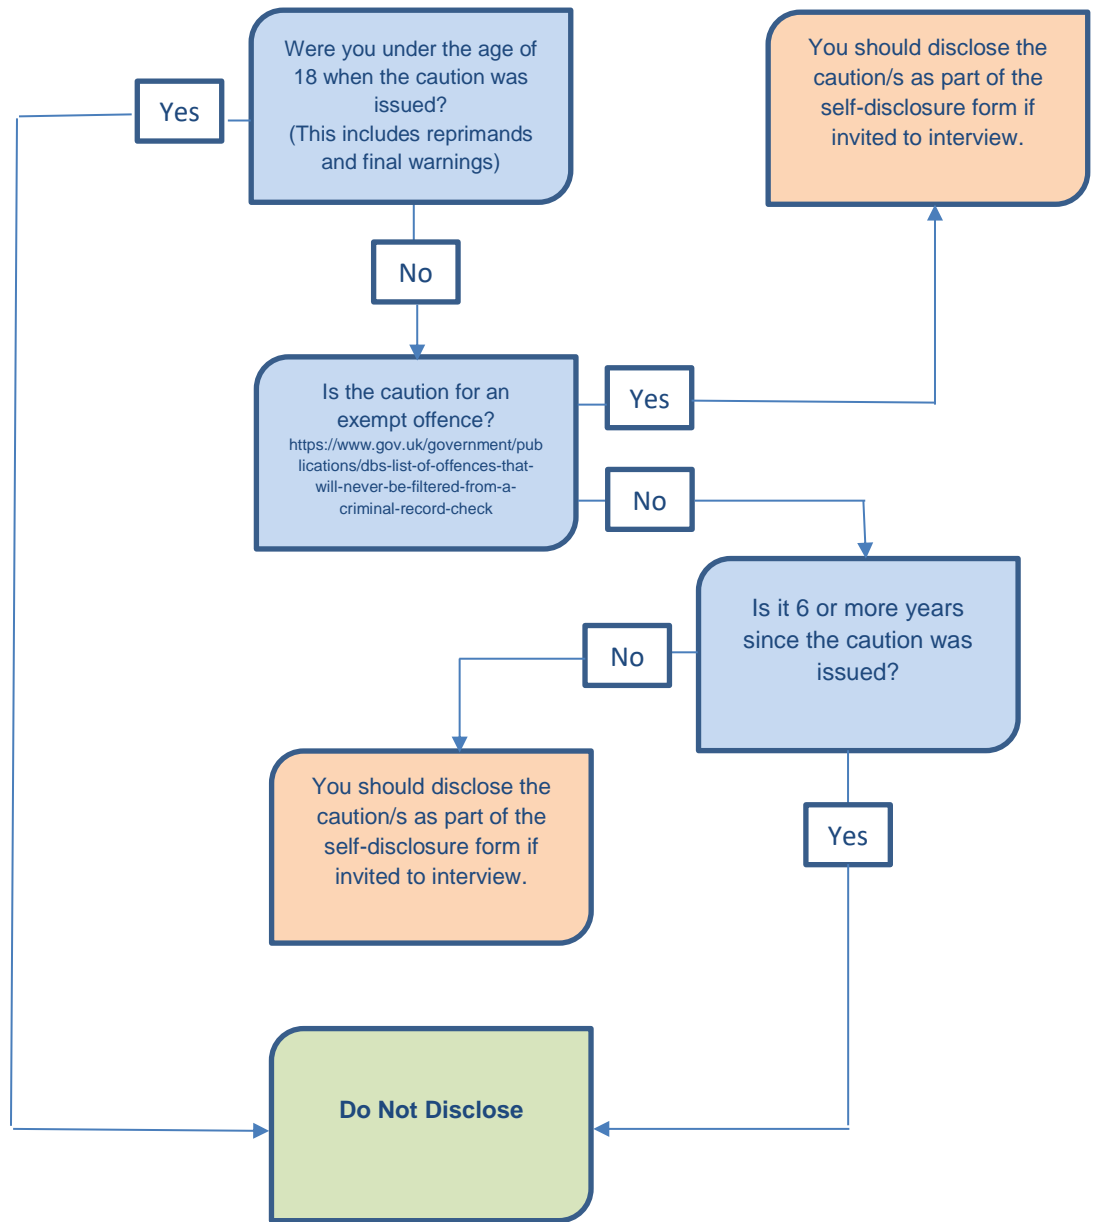 Were you under the age of
18 when the caution was
issued?
(This includes reprimands
and final warnings)
You should disclose the
caution/s as part of the
self-disclosure form if
invited to interview.
Yes
No
Is the caution for an
exempt offence?
https://www.gov.uk/government/pub
lications/dbs-list-of-offences-that-
will-never-be-filtered-from-a-
criminal-record-check
Yes
No
Is it 6 or more years
since the caution was
issued?
No
You should disclose the
caution/s as part of the
self-disclosure form if
invited to interview.
Yes
Do Not Disclose